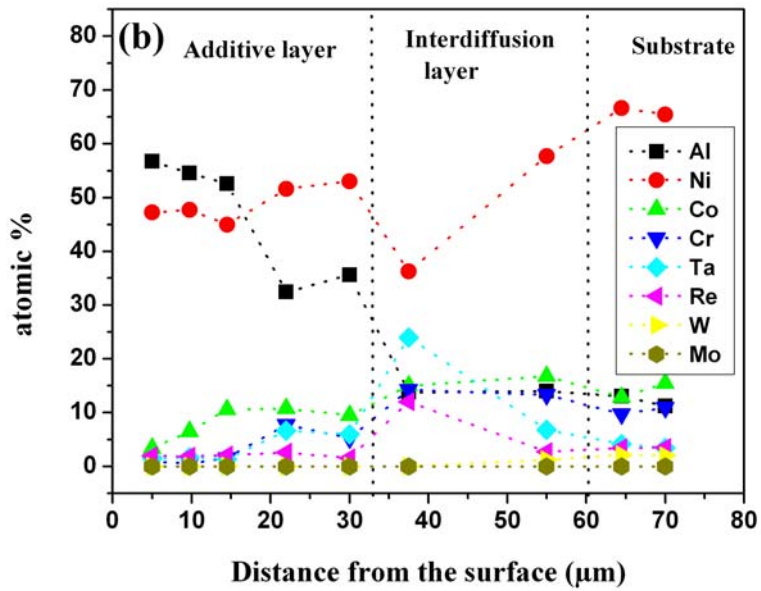 (b)
Additive layer
Interdiffusion
layer
Substrate
80
70
60
50
40
30
20
10
0
atomic %
Al
Ni
Co
Cr
Ta
Re
W
Mo
0 10 20 30 40 50 60 70 80
Distance from the surface (μm)